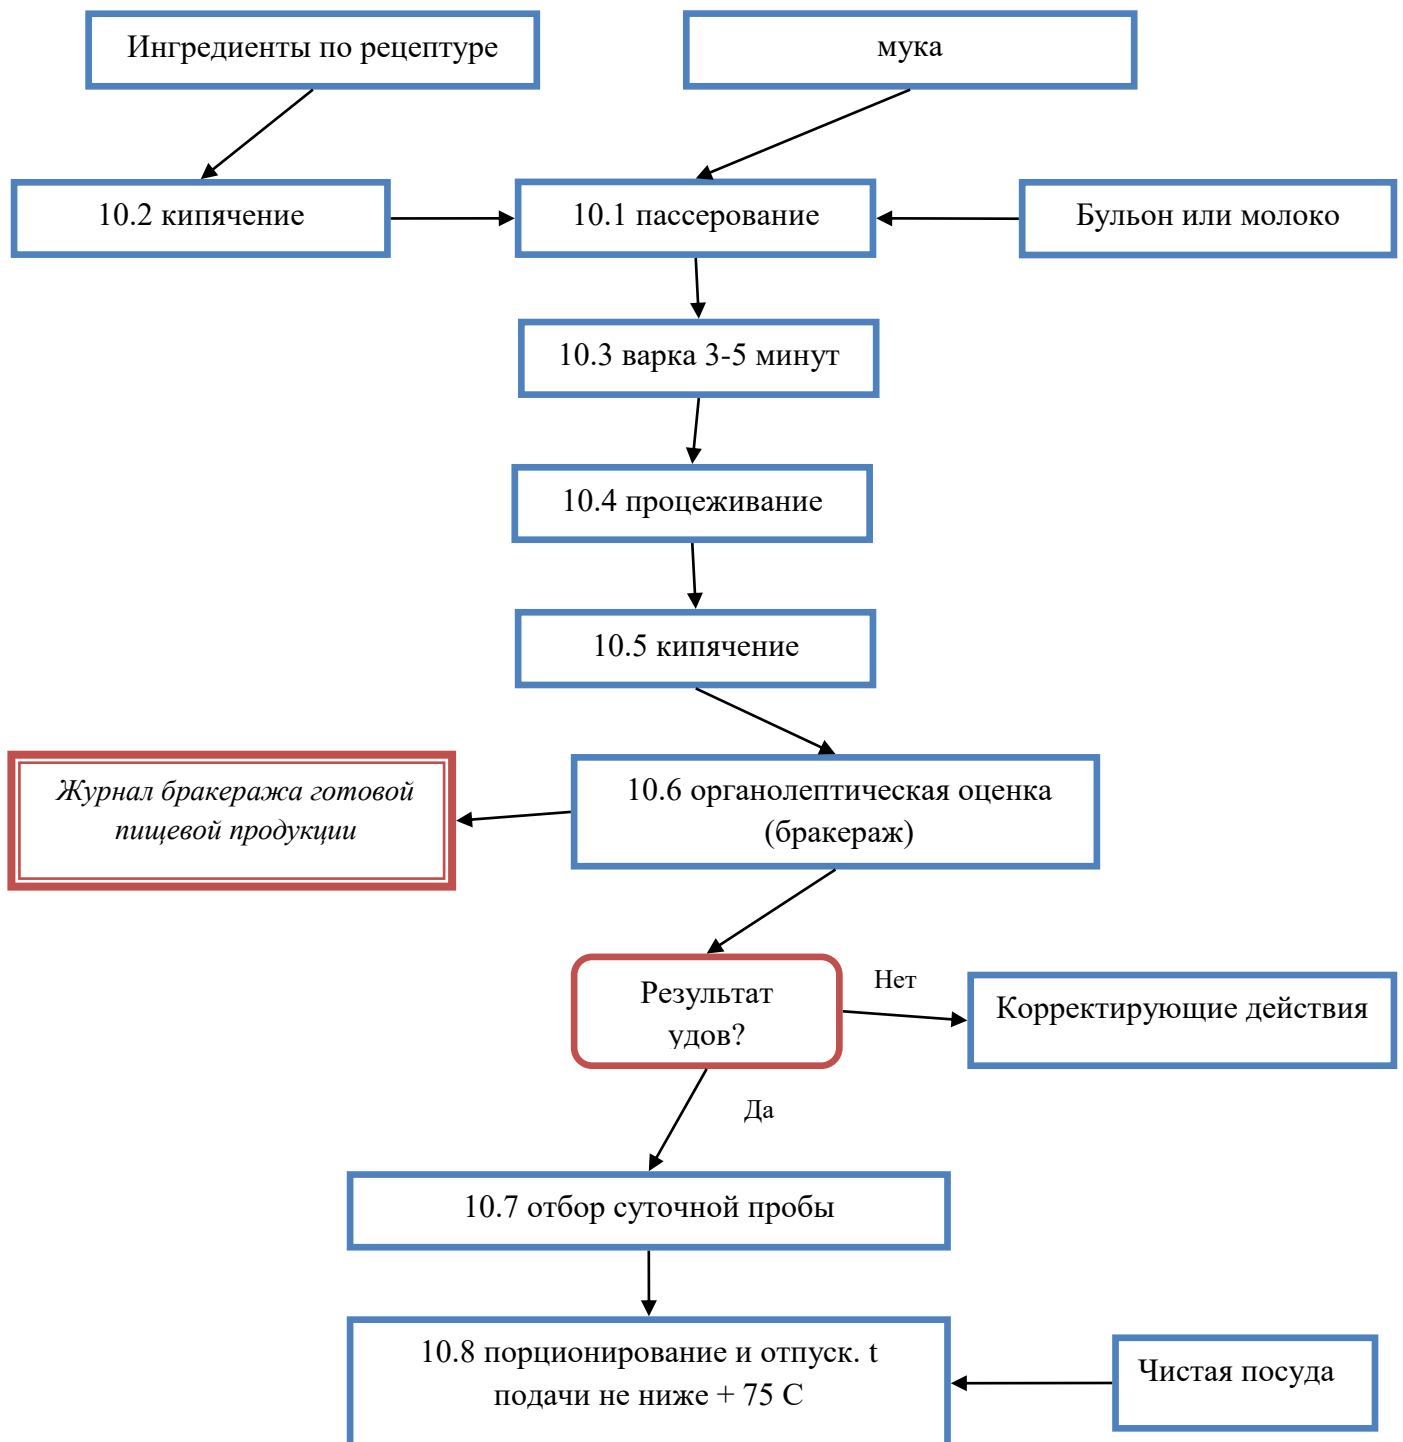 Ингредиенты по рецептуре
мука
10.2 кипячение
10.1 пассерование
Бульон или молоко
10.3 варка 3-5 минут
10.4 процеживание
10.5 кипячение
Журнал бракеража готовой
пищевой продукции
10.6 органолептическая оценка
(бракераж)
Результат
удов?
Нет
Корректирующие действия
Да
10.7 отбор суточной пробы
10.8 порционирование и отпуск. t
подачи не ниже + 75 С
Чистая посуда